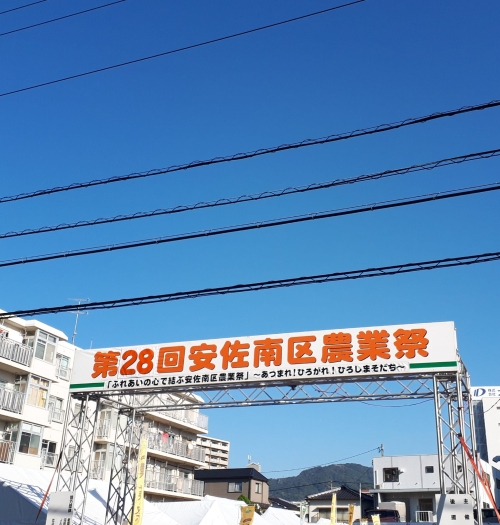 第28回安佐南区農業祭
「ふれあいの心で結ぶ安佐南区農業祭」～あつまれ!ひろがれ!ひろしまそだち～